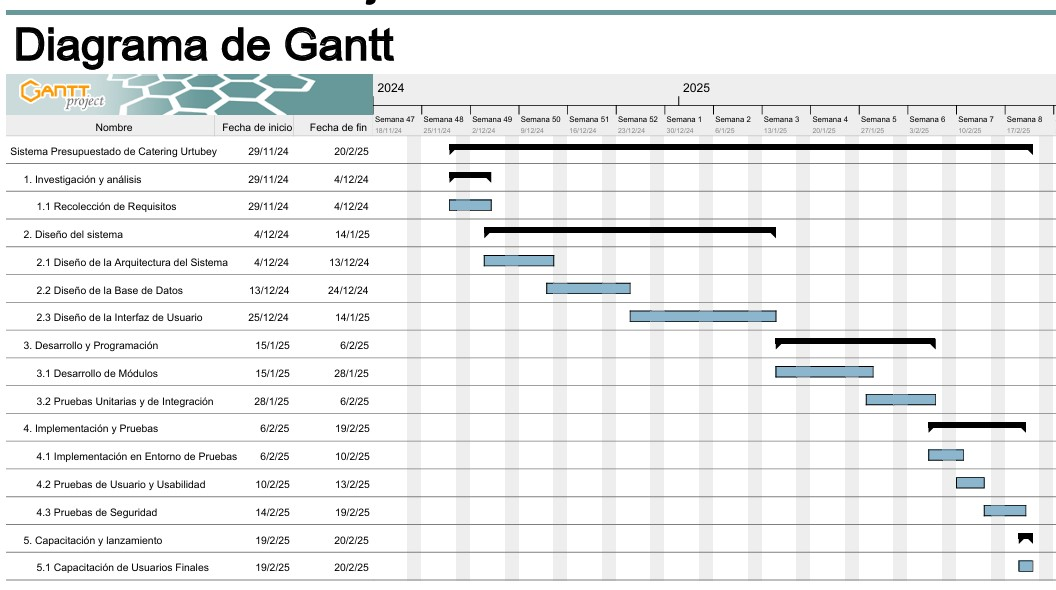 Diagrama de Gantt
GANTT project
2024 2025
Nombre Fecha de inicio Fecha de fin
Semana 47 Semana 48 Semana 49 Semana 50 Semana 51 Semana 52 Semana 1 Semana 2 Semana 3 Semana 4 Semana 5 Semana 6 Semana 7 Semana 8
18/11/24 25/11/24 2/12/24 9/12/24 16/12/24 23/12/24 30/12/24 6/1/25 13/1/25 20/1/25 27/1/25 3/2/25 10/2/25 17/2/25
Sistema Presupuestado de Catering Urtubey 29/11/24 20/2/25
1. Investigación y análisis 29/11/24 4/12/24
1.1 Recolección de Requisitos 29/11/24 4/12/24
2. Diseño del sistema 4/12/24 14/1/25
2.1 Diseño de la Arquitectura del Sistema 4/12/24 13/12/24
2.2 Diseño de la Base de Datos 13/12/24 24/12/24
2.3 Diseño de la Interfaz de Usuario 25/12/24 14/1/25
3. Desarrollo y Programación 15/1/25 6/2/25
3.1 Desarrollo de Módulos 15/1/25 28/1/25
3.2 Pruebas Unitarias y de Integración 28/1/25 6/2/25
4. Implementación y Pruebas 6/2/25 19/2/25
4.1 Implementación en Entorno de Pruebas 6/2/25 10/2/25
4.2 Pruebas de Usuario y Usabilidad 10/2/25 13/2/25
4.3 Pruebas de Seguridad 14/2/25 19/2/25
5. Capacitación y lanzamiento 19/2/25 20/2/25
5.1 Capacitación de Usuarios Finales 19/2/25 20/2/25